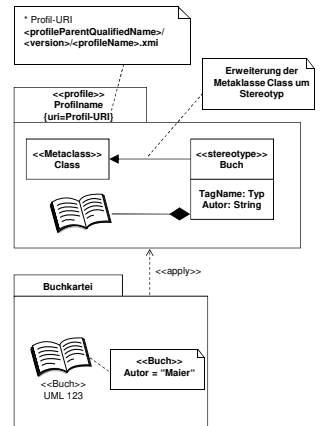 * Profil-URI
<profileParentQualifiedName>/
<version>/<profileName>.xmi
Erweiterung der
Metaklasse Class um
Stereotyp
<<profile>>
Profilname
{uri=Profil-URI}
<<Metaclass>>
Class
<<stereotype>>
Buch
TagName: Typ
Autor: String
<<apply>>
Buchkartei
<<Buch>>
Autor = "Maier"
<<Buch>>
UML 123